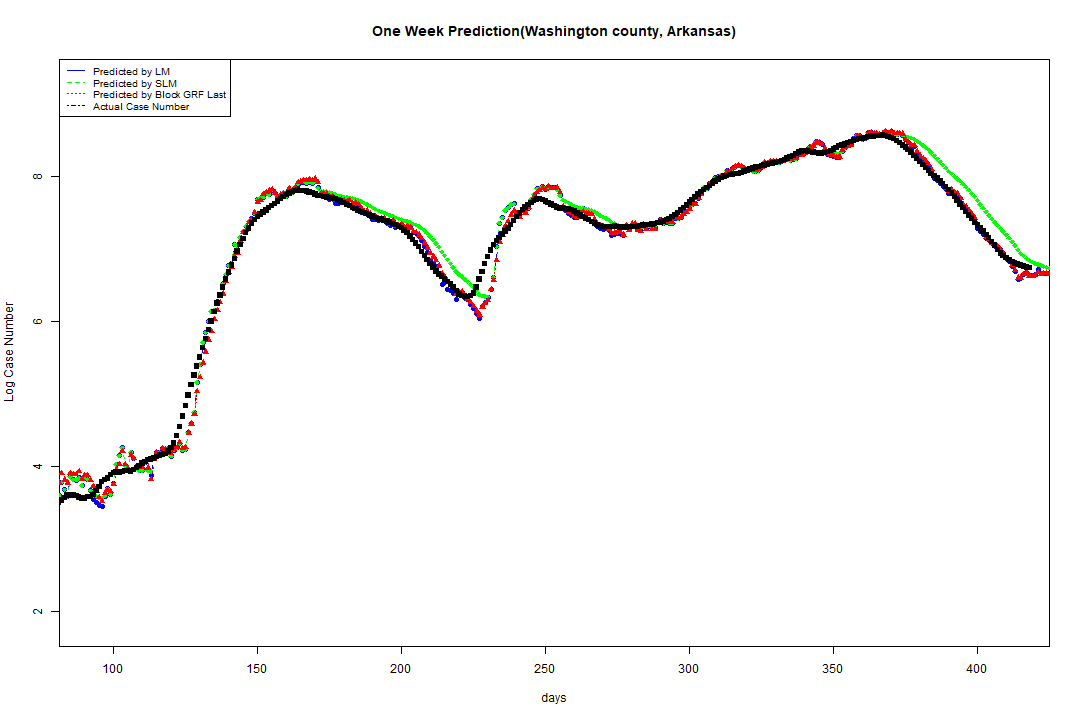 One Week Prediction(Washington county, Arkansas)
Predicted by LM
Predicted by SLM
Predicted by Block GRF Last
Actual Case Number
8
6
4
2
Log Case Number
100 150 200 250 300 350 400
days